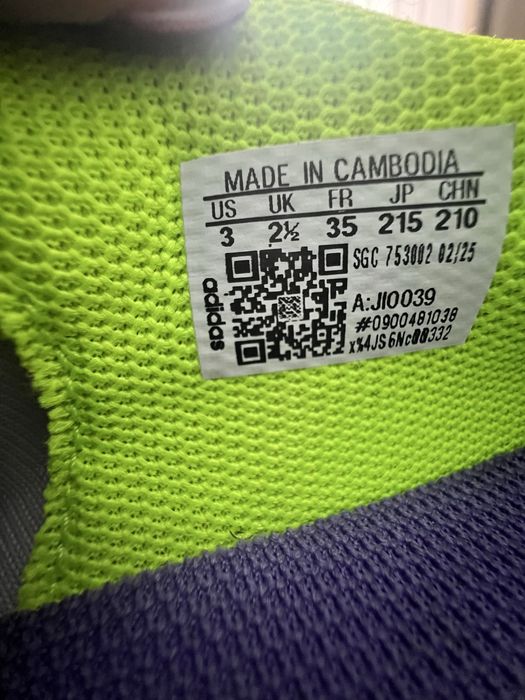 MADE IN CAMBODIA
US UK FR JP CHN
3 2½ 35 215 210
SGC 753002 02/25
adidas
A:JI0039
#0900481038